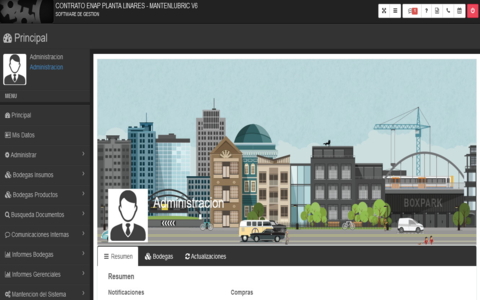 CONTRATO ENAP PLANTA LINARES - MANTENLUBRIC V6
SOFTWARE DE GESTION
Principal
Administracion
Administracion
MENU
Principal
Mis Datos
Administrar
Bodegas Insumos
Bodegas Productos
Busqueda Documentos
Comunicaciones Internas
Informes Bodegas
Informes Gerenciales
Mantencion del Sistema
BOXPARK
Administracion
Resumen
Bodegas
Actualizaciones
Resumen
Notificaciones
Compras